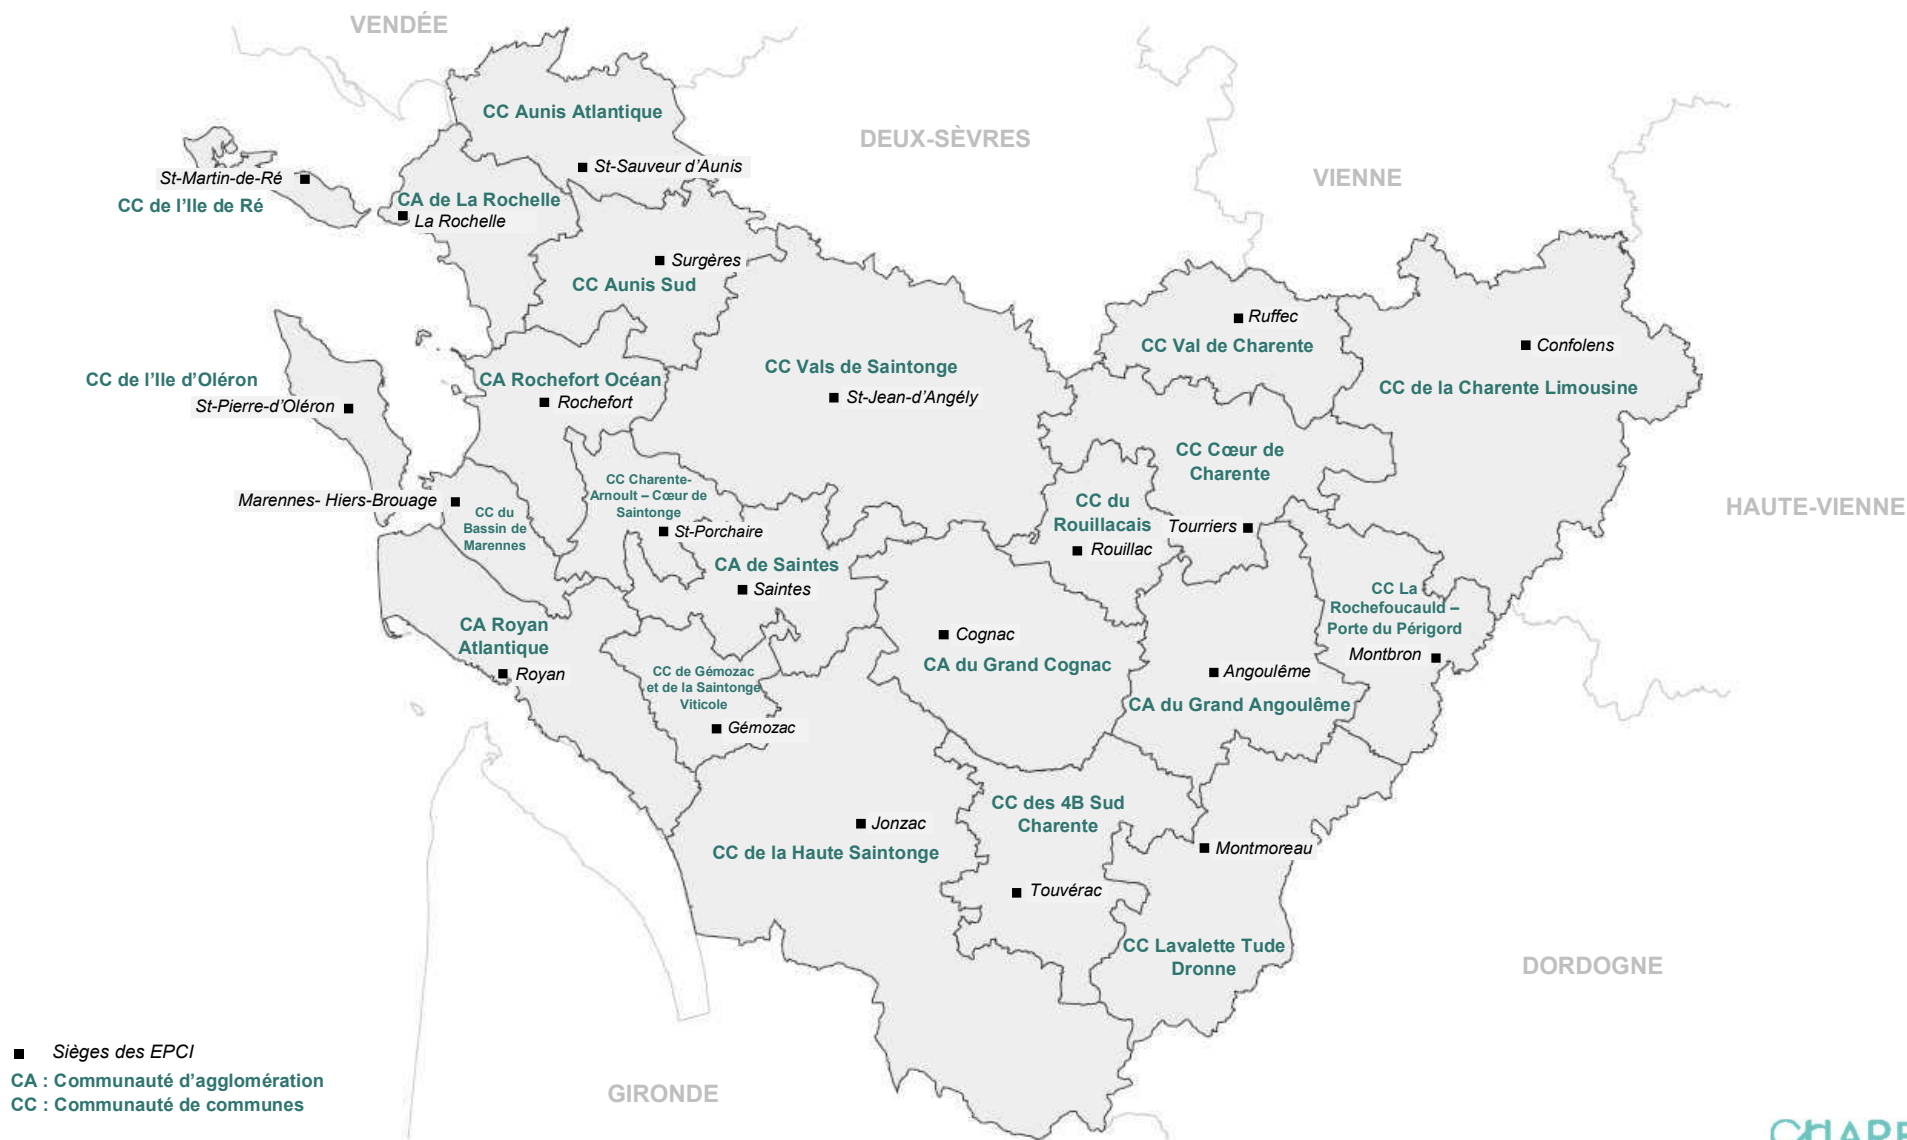 VENDÉE
CC Aunis Atlantique
DEUX-SÈVRES
St-Sauveur d'Aunis
VIENNE
St-Martin-de-Ré
CC de l'Ile de Ré
CA de La Rochelle
La Rochelle
Surgères
CC Aunis Sud
Ruffec
CC Val de Charente
Confolens
CC de la Charente Limousine
CC Vals de Saintonge
St-Jean-d'Angély
CC de l'Ile d'Oléron
St-Pierre-d'Oléron
CA Rochefort Océan
Rochefort
CC Cœur de
Charente
CC Charente-
Arnoult – Cœur de
Saintonge
St-Porchaire
Marennes- Hiers-Brouage
CC du
Bassin de
Marennes
CC du
Rouillacais
Rouillac
Tourriers
HAUTE-VIENNE
CA de Saintes
Saintes
CC La
Rochefoucauld –
Porte du Périgord
Montbron
CA Royan
Atlantique
Royan
Cognac
CA du Grand Cognac
CC de Gémozac
et de la Saintonge
Viticole
Gémozac
Angoulême
CA du Grand Angoulême
CC des 4B Sud
Charente
Jonzac
CC de la Haute Saintonge
Montmoreau
Touvérac
CC Lavalette Tude
Dronne
DORDOGNE
GIRONDE
Sièges des EPCI
CA : Communauté d'agglomération
CC : Communauté de communes